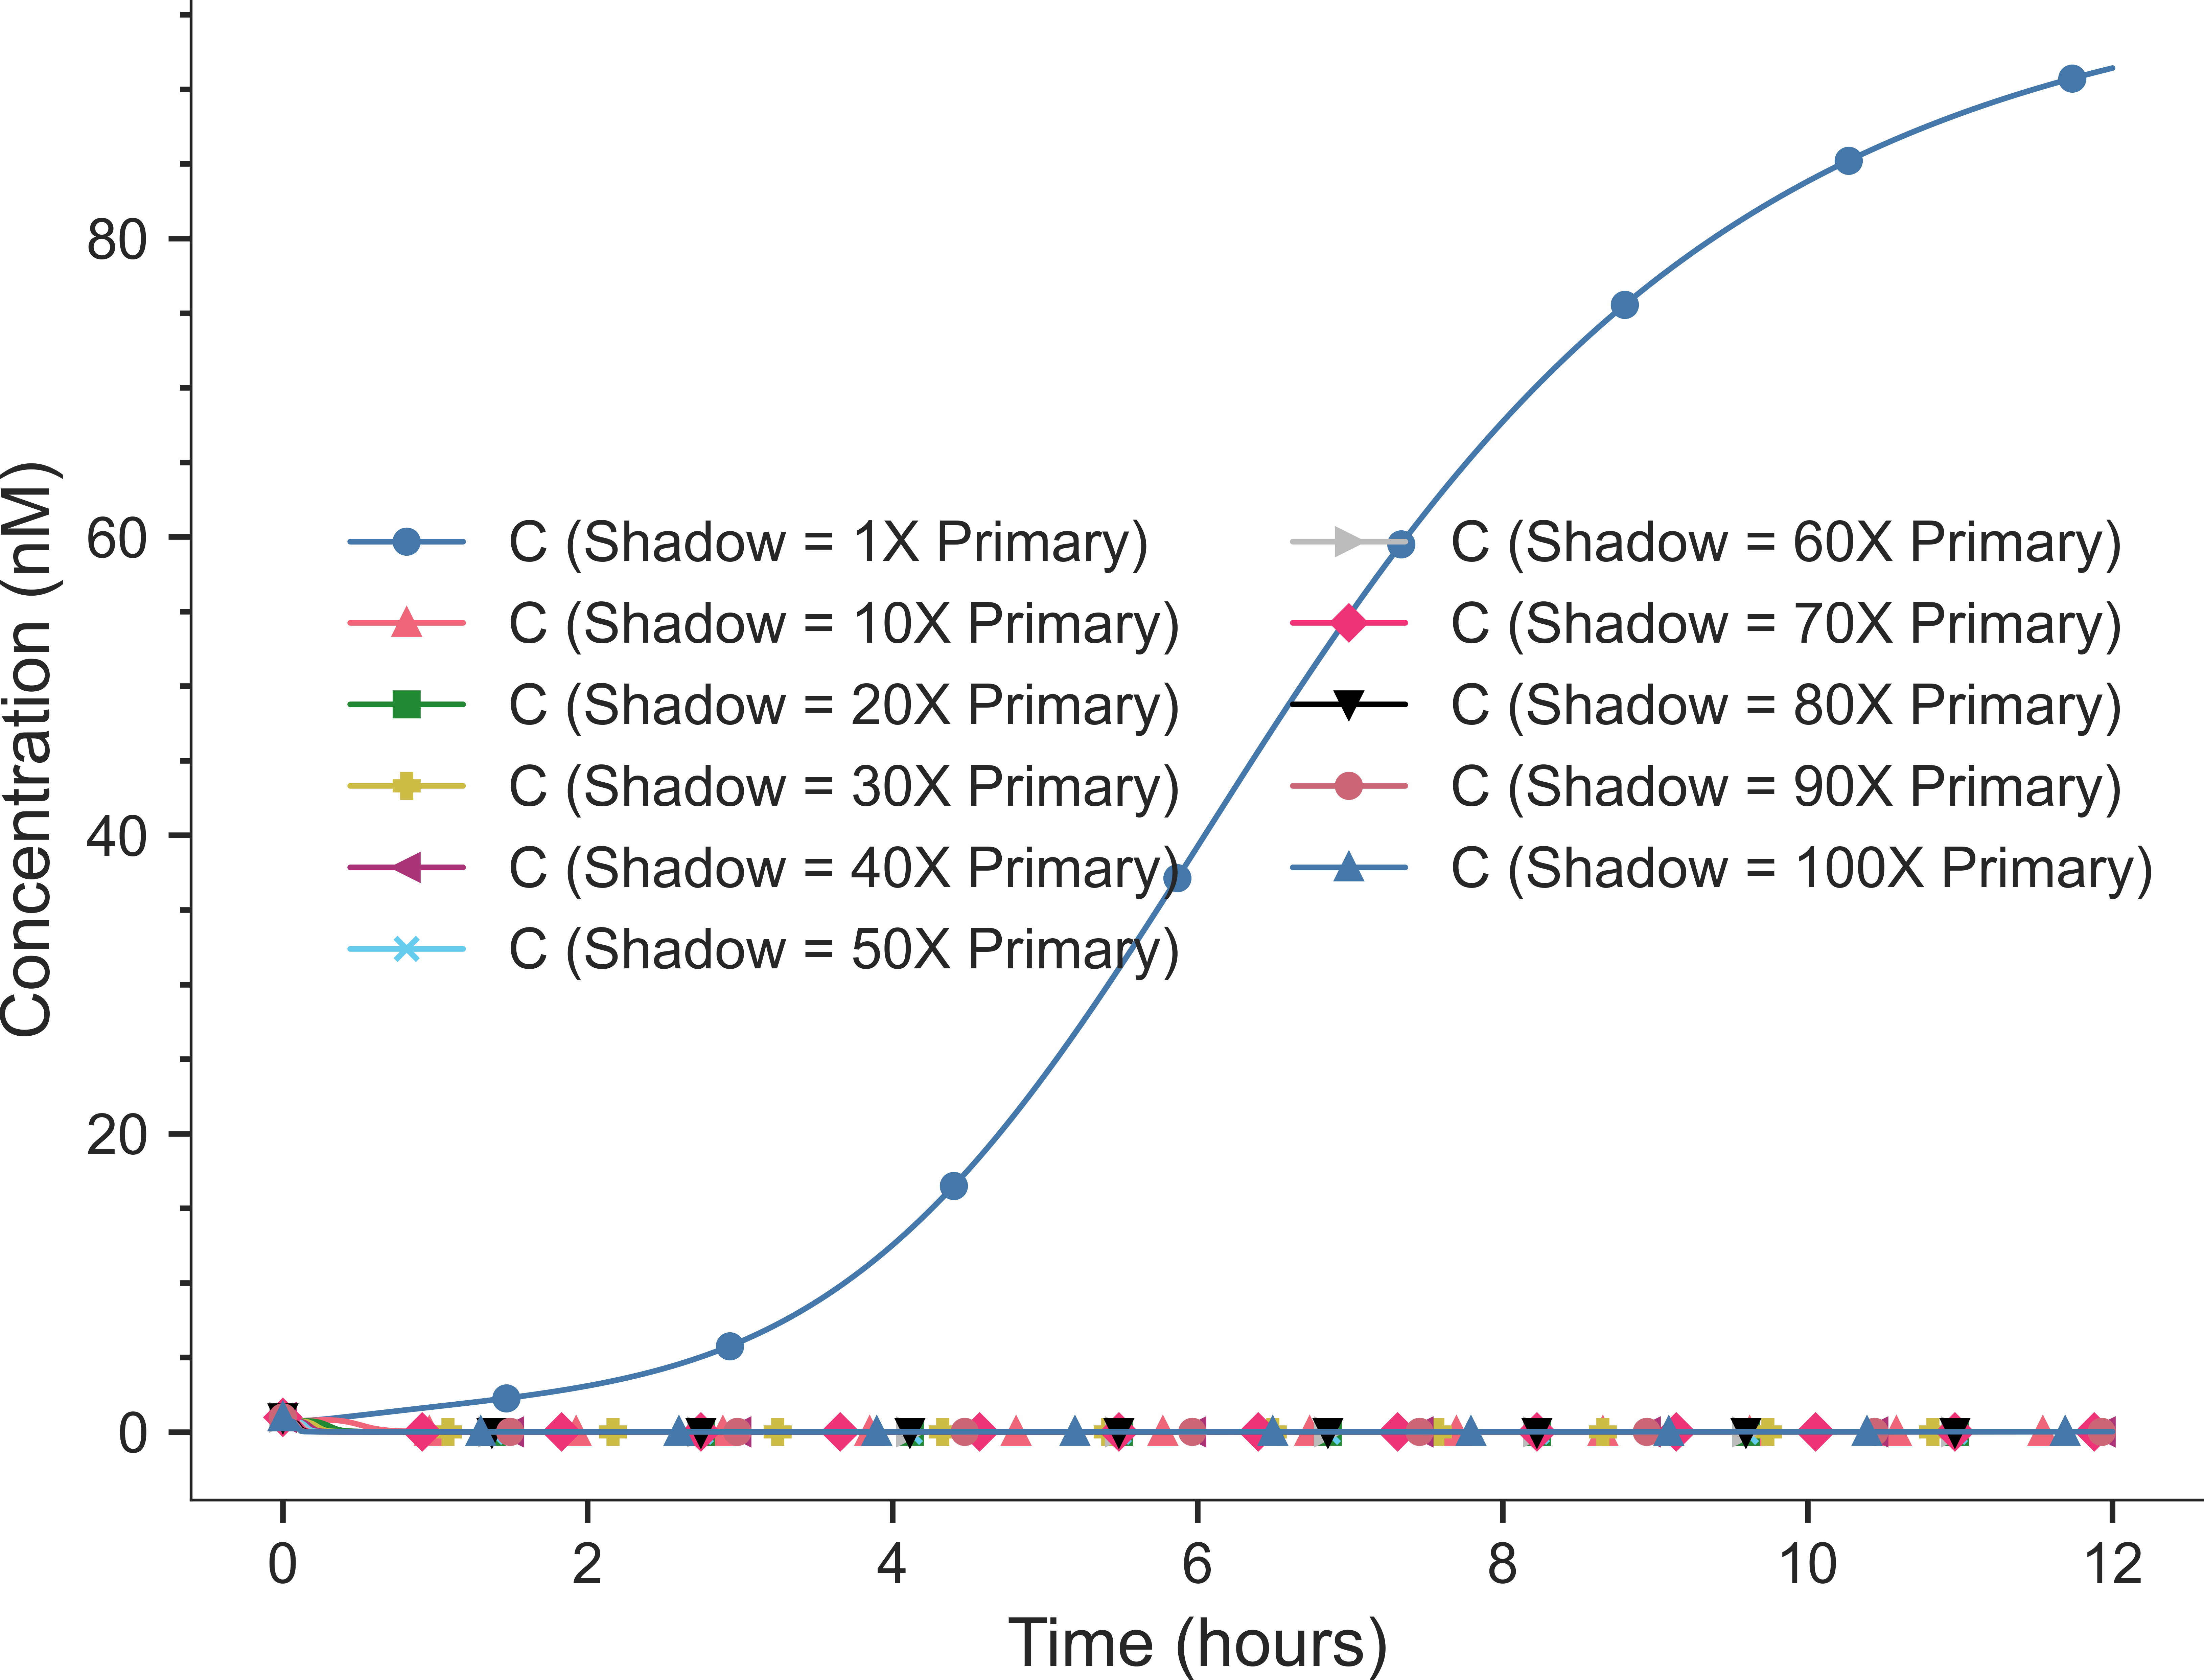 80
60
40
20
0
Concentration (nM)
C (Shadow = 1X Primary)
C (Shadow = 10X Primary)
C (Shadow = 20X Primary)
C (Shadow = 30X Primary)
C (Shadow = 40X Primary)
C (Shadow = 50X Primary)
C (Shadow = 60X Primary)
C (Shadow = 70X Primary)
C (Shadow = 80X Primary)
C (Shadow = 90X Primary)
C (Shadow = 100X Primary)
0 2 4 6 8 10 12
Time (hours)